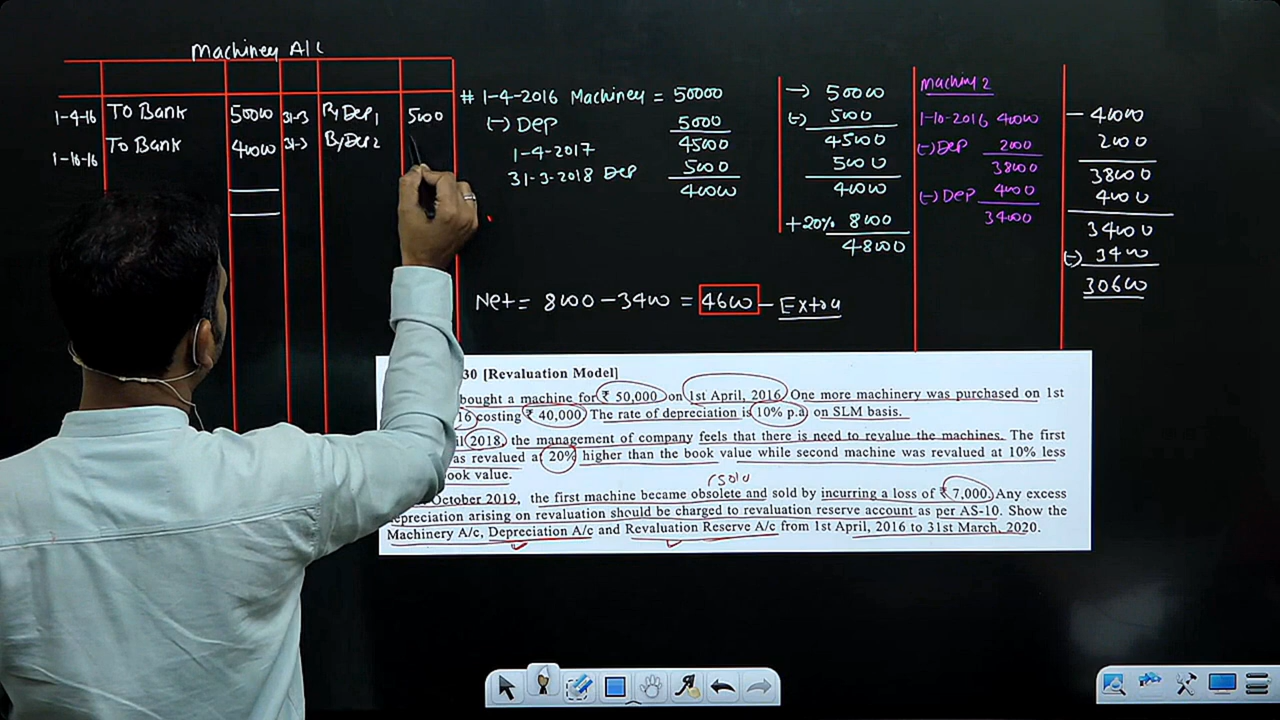 Machiney A/C
1-4-16 To Bank 50000 31-3 By Dep1 5000
1-10-16 To Bank 40000 31-3 By Dep2
# 1-4-2016 Machiney = 50000
(-) Dep 5000
1-4-2017 45000
31-3-2018 Dep 5000
40000
→ 50000
(-) 5000
45000
5000
40000
+20% 8000
48000
Machiny 2
1-10-2016 40000
(-) Dep 2000
38000
(-) Dep 4000
34000
- 40000
2000
38000
4000
34000
(-) 3400
30600
Net = 8000 - 3400 = 4600 - Extra
30 [Revaluation Model]
bought a machine for ₹ 50,000 on 1st April, 2016. One more machinery was purchased on 1st
16 costing ₹ 40,000. The rate of depreciation is 10% p.a. on SLM basis.
2018 the management of company feels that there is need to revalue the machines. The first
as revalued at 20% higher than the book value while second machine was revalued at 10% less
ook value.
(sold
October 2019, the first machine became obsolete and sold by incurring a loss of ₹ 7,000. Any excess
depreciation arising on revaluation should be charged to revaluation reserve account as per AS-10. Show the
Machinery A/c, Depreciation A/c and Revaluation Reserve A/c from 1st April, 2016 to 31st March, 2020.